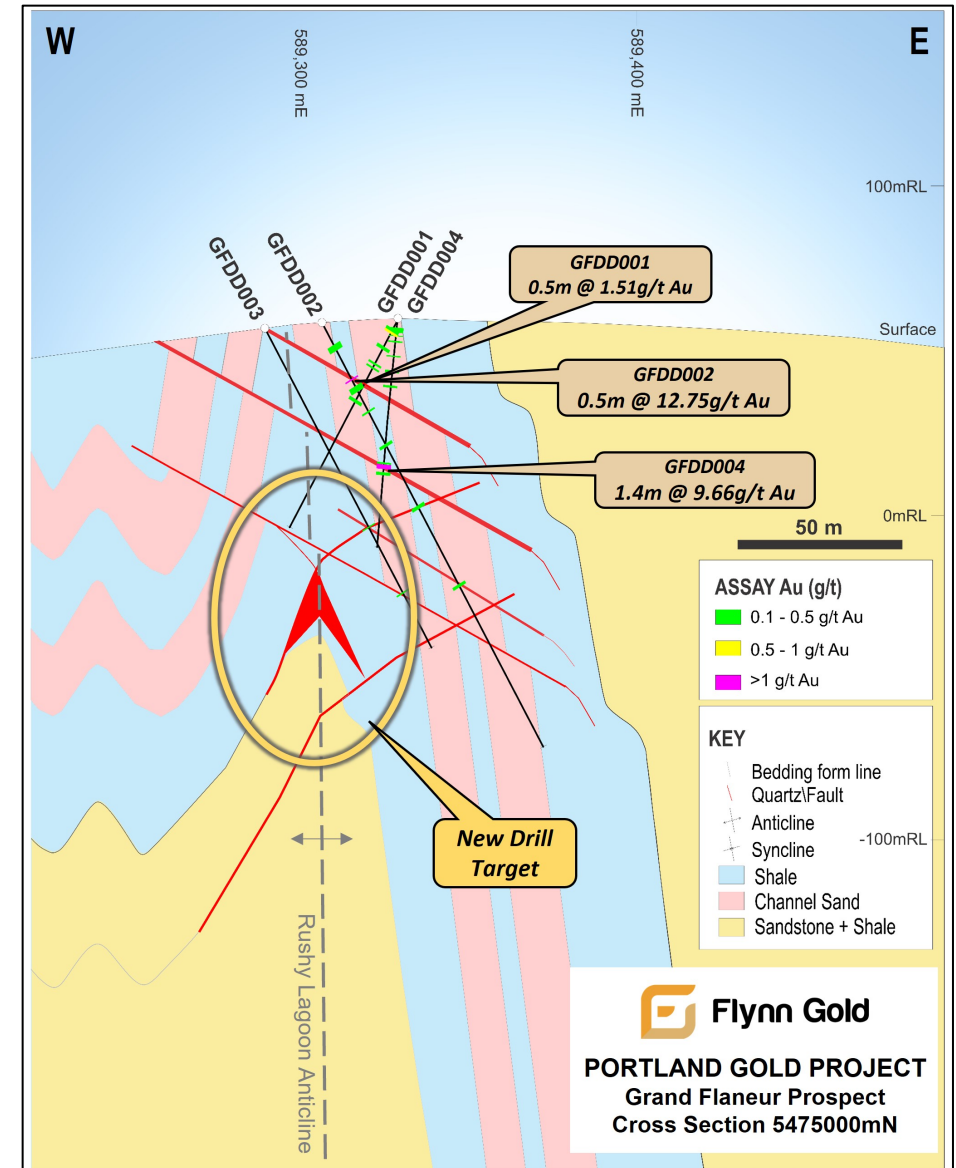 W
E
589,300 mE
589,400 mE
100mRL
GFDD003
GFDD002
GFDD001
GFDD004
GFDD001
0.5m @ 1.51g/t Au
Surface
GFDD002
0.5m @ 12.75g/t Au
GFDD004
1.4m @ 9.66g/t Au
0mRL
50 m
ASSAY Au (g/t)
0.1 - 0.5 g/t Au
0.5 - 1 g/t Au
>1 g/t Au
KEY
Bedding form line
Quartz\Fault
Anticline
Syncline
Shale
Channel Sand
Sandstone + Shale
-100mRL
New Drill
Target
Rushy Lagoon Anticline
Flynn Gold
PORTLAND GOLD PROJECT
Grand Flaneur Prospect
Cross Section 5475000mN